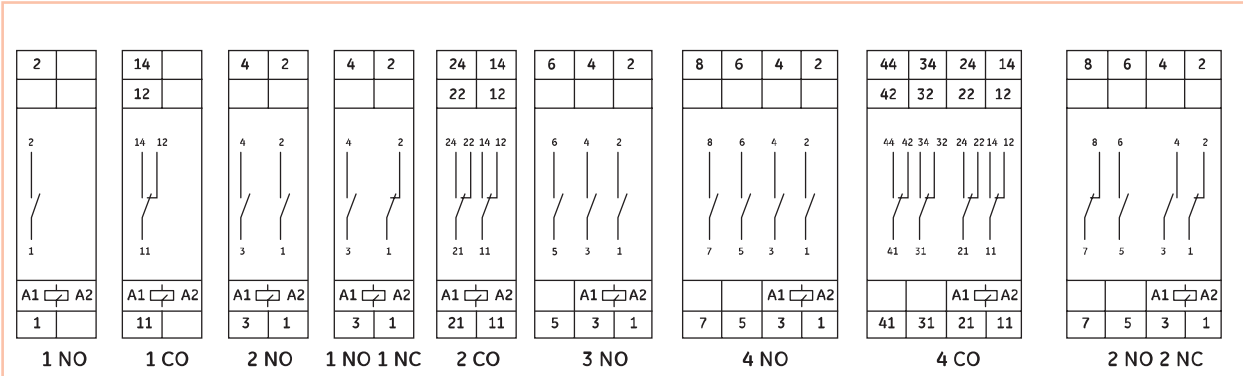 2
2
1
A1 A2
1
1 NO
14
12
14 12
11
A1 A2
11
1 CO
4 2
4 2
3 1
A1 A2
3 1
2 NO
4 2
4 2
3 1
A1 A2
3 1
1 NO 1 NC
24 14
22 12
24 22 14 12
21 11
A1 A2
21 11
2 CO
6 4 2
6 4 2
5 3 1
A1 A2
5 3 1
3 NO
8 6 4 2
8 6 4 2
7 5 3 1
A1 A2
7 5 3 1
4 NO
44 34 24 14
42 32 22 12
44 42 34 32 24 22 14 12
41 31 21 11
A1 A2
41 31 21 11
4 CO
8 6 4 2
8 6 4 2
7 5 3 1
A1 A2
7 5 3 1
2 NO 2 NC